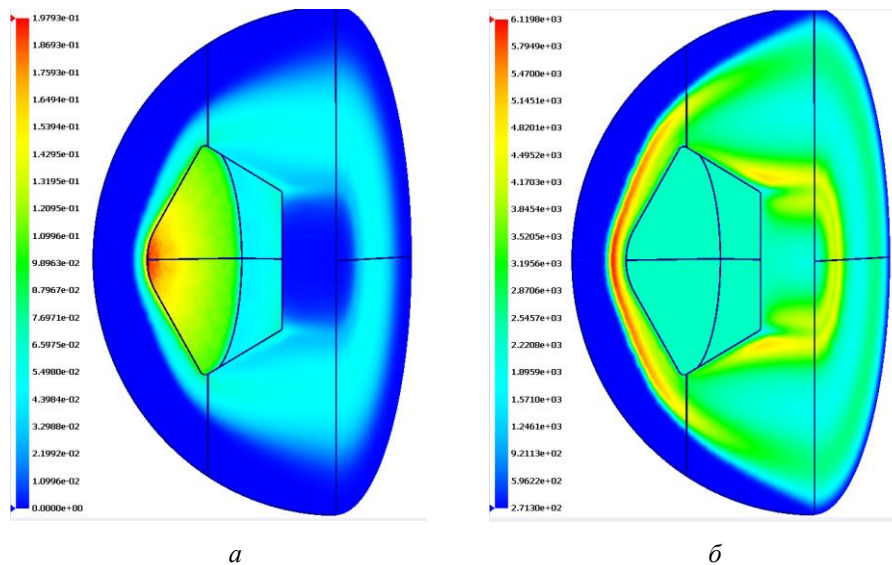 1.9793e-01
1.8693e-01
1.7593e-01
1.6494e-01
1.5394e-01
1.4295e-01
1.3195e-01
1.2095e-01
1.0996e-01
9.8963e-02
8.7967e-02
7.6971e-02
6.5975e-02
5.4980e-02
4.3984e-02
3.2988e-02
2.1992e-02
1.0996e-02
0.0000e+00
6.1198e+03
5.7949e+03
5.4700e+03
5.1451e+03
4.8201e+03
4.4952e+03
4.1703e+03
3.8454e+03
3.5205e+03
3.1956e+03
2.8706e+03
2.5457e+03
2.2208e+03
1.8959e+03
1.5710e+03
1.2461e+03
9.2113e+02
5.9622e+02
2.7130e+02
а
б